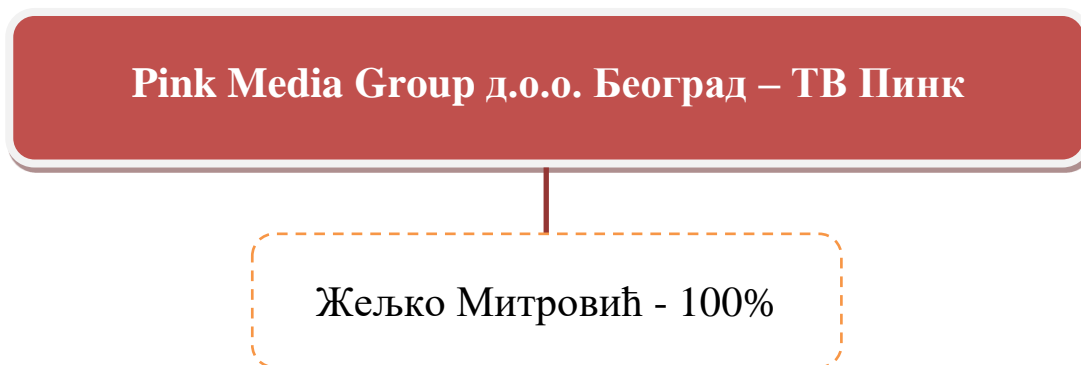 Pink Media Group д.о.о. Београд – ТВ Пинк
Жељко Митровић - 100%